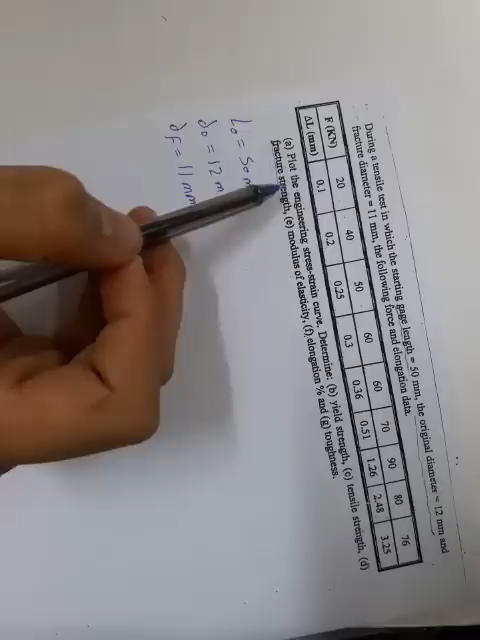 During a tensile test in which the starting gage length = 50 mm, the original diameter = 12 mm and
fracture diameter = 11 mm, the following force and elongation data.
F (KN) 20 40 50 60 60 70 90 80 76
ΔL (mm) 0.1 0.2 0.25 0.3 0.36 0.51 1.26 2.48 3.25
(a) Plot the engineering stress-strain curve. Determine: (b) yield strength, (c) tensile strength, (d)
fracture strength, (e) modulus of elasticity, (f) elongation % and (g) toughness.
Lo = 50 m
do = 12 m
df = 11 mm